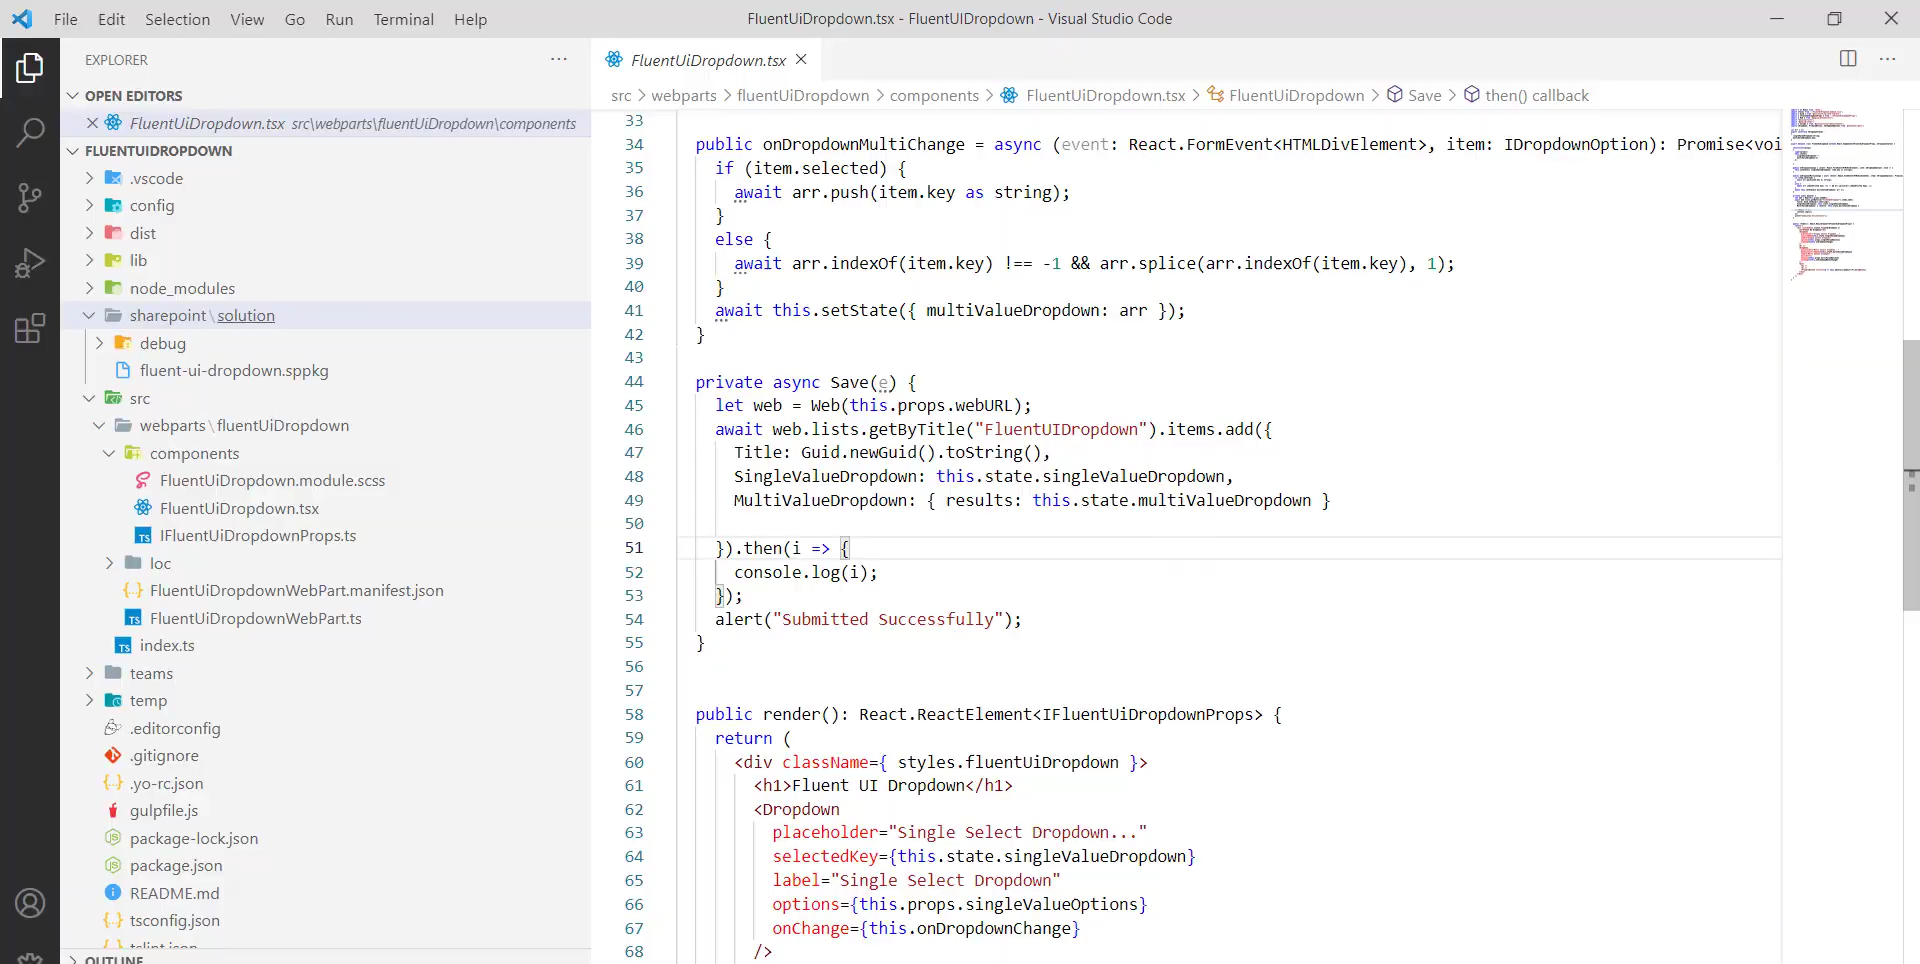 File Edit Selection View Go Run Terminal Help
FluentUiDropdown.tsx - FluentUIDropdown - Visual Studio Code
EXPLORER
OPEN EDITORS
FluentUiDropdown.tsx src\webparts\fluentUiDropdown\components
FLUENTUIDROPDOWN
.vscode
config
dist
lib
node_modules
sharepoint\solution
debug
fluent-ui-dropdown.sppkg
src
webparts\fluentUiDropdown
components
FluentUiDropdown.module.scss
FluentUiDropdown.tsx
IFluentUiDropdownProps.ts
loc
FluentUiDropdownWebPart.manifest.json
FluentUiDropdownWebPart.ts
index.ts
teams
temp
.editorconfig
.gitignore
.yo-rc.json
gulpfile.js
package-lock.json
package.json
README.md
tsconfig.json
tslint.json
OUTLINE
FluentUiDropdown.tsx
src > webparts > fluentUiDropdown > components > FluentUiDropdown.tsx > FluentUiDropdown > Save > then() callback
33
34 public onDropdownMultiChange = async (event: React.FormEvent<HTMLDivElement>, item: IDropdownOption): Promise<voi
35 if (item.selected) {
36 await arr.push(item.key as string);
37 }
38 else {
39 await arr.indexOf(item.key) !== -1 && arr.splice(arr.indexOf(item.key), 1);
40 }
41 await this.setState({ multiValueDropdown: arr });
42 }
43
44 private async Save(e) {
45 let web = Web(this.props.webURL);
46 await web.lists.getByTitle("FluentUIDropdown").items.add({
47 Title: Guid.newGuid().toString(),
48 SingleValueDropdown: this.state.singleValueDropdown,
49 MultiValueDropdown: { results: this.state.multiValueDropdown }
50
51 }).then(i => {
52 console.log(i);
53 });
54 alert("Submitted Successfully");
55 }
56
57
58 public render(): React.ReactElement<IFluentUiDropdownProps> {
59 return (
60 <div className={ styles.fluentUiDropdown }>
61 <h1>Fluent UI Dropdown</h1>
62 <Dropdown
63 placeholder="Single Select Dropdown..."
64 selectedKey={this.state.singleValueDropdown}
65 label="Single Select Dropdown"
66 options={this.props.singleValueOptions}
67 onChange={this.onDropdownChange}
68 />